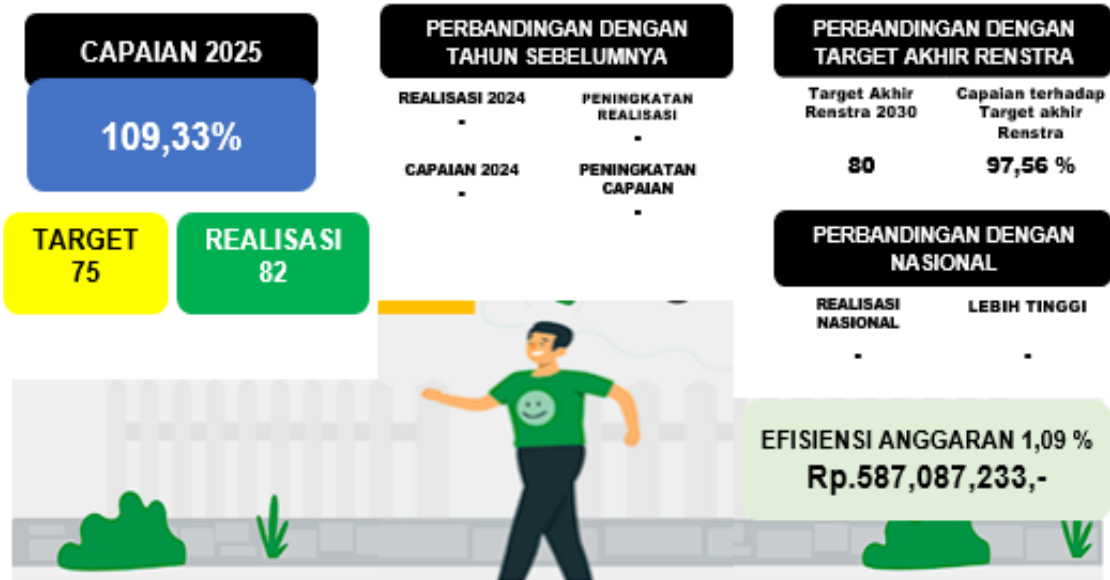 CAPAIAN 2025
109,33%
TARGET
75
REALISASI
82
PERBANDINGAN DENGAN
TAHUN SEBELUMNYA
REALISASI 2024
-
PENINGKATAN
REALISASI
-
CAPAIAN 2024
-
PENINGKATAN
CAPAIAN
-
PERBANDINGAN DENGAN
TARGET AKHIR RENSTRA
Target Akhir
Renstra 2030
80
Capaian terhadap
Target akhir
Renstra
97,56 %
PERBANDINGAN DENGAN
NASIONAL
REALISASI
NASIONAL
-
LEBIH TINGGI
-
EFISIENSI ANGGARAN 1,09 %
Rp.587,087,233,-